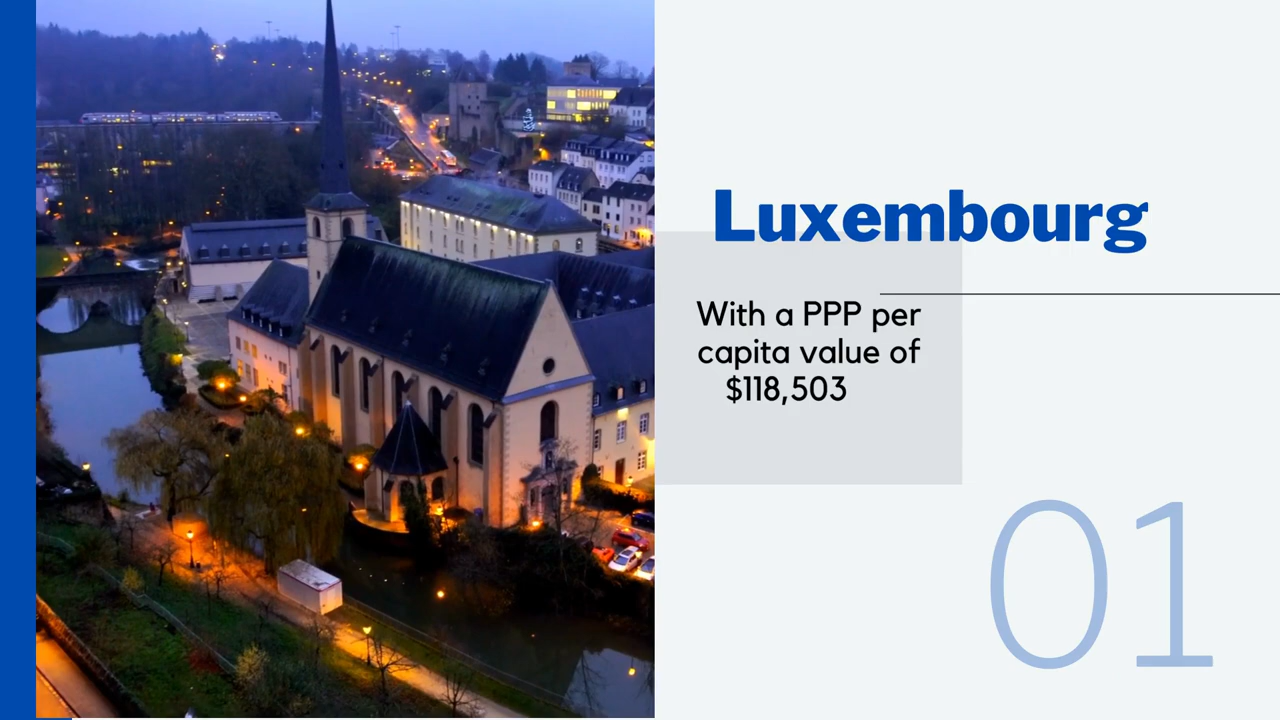 Luxembourg
With a PPP per
capita value of
$118,503
01